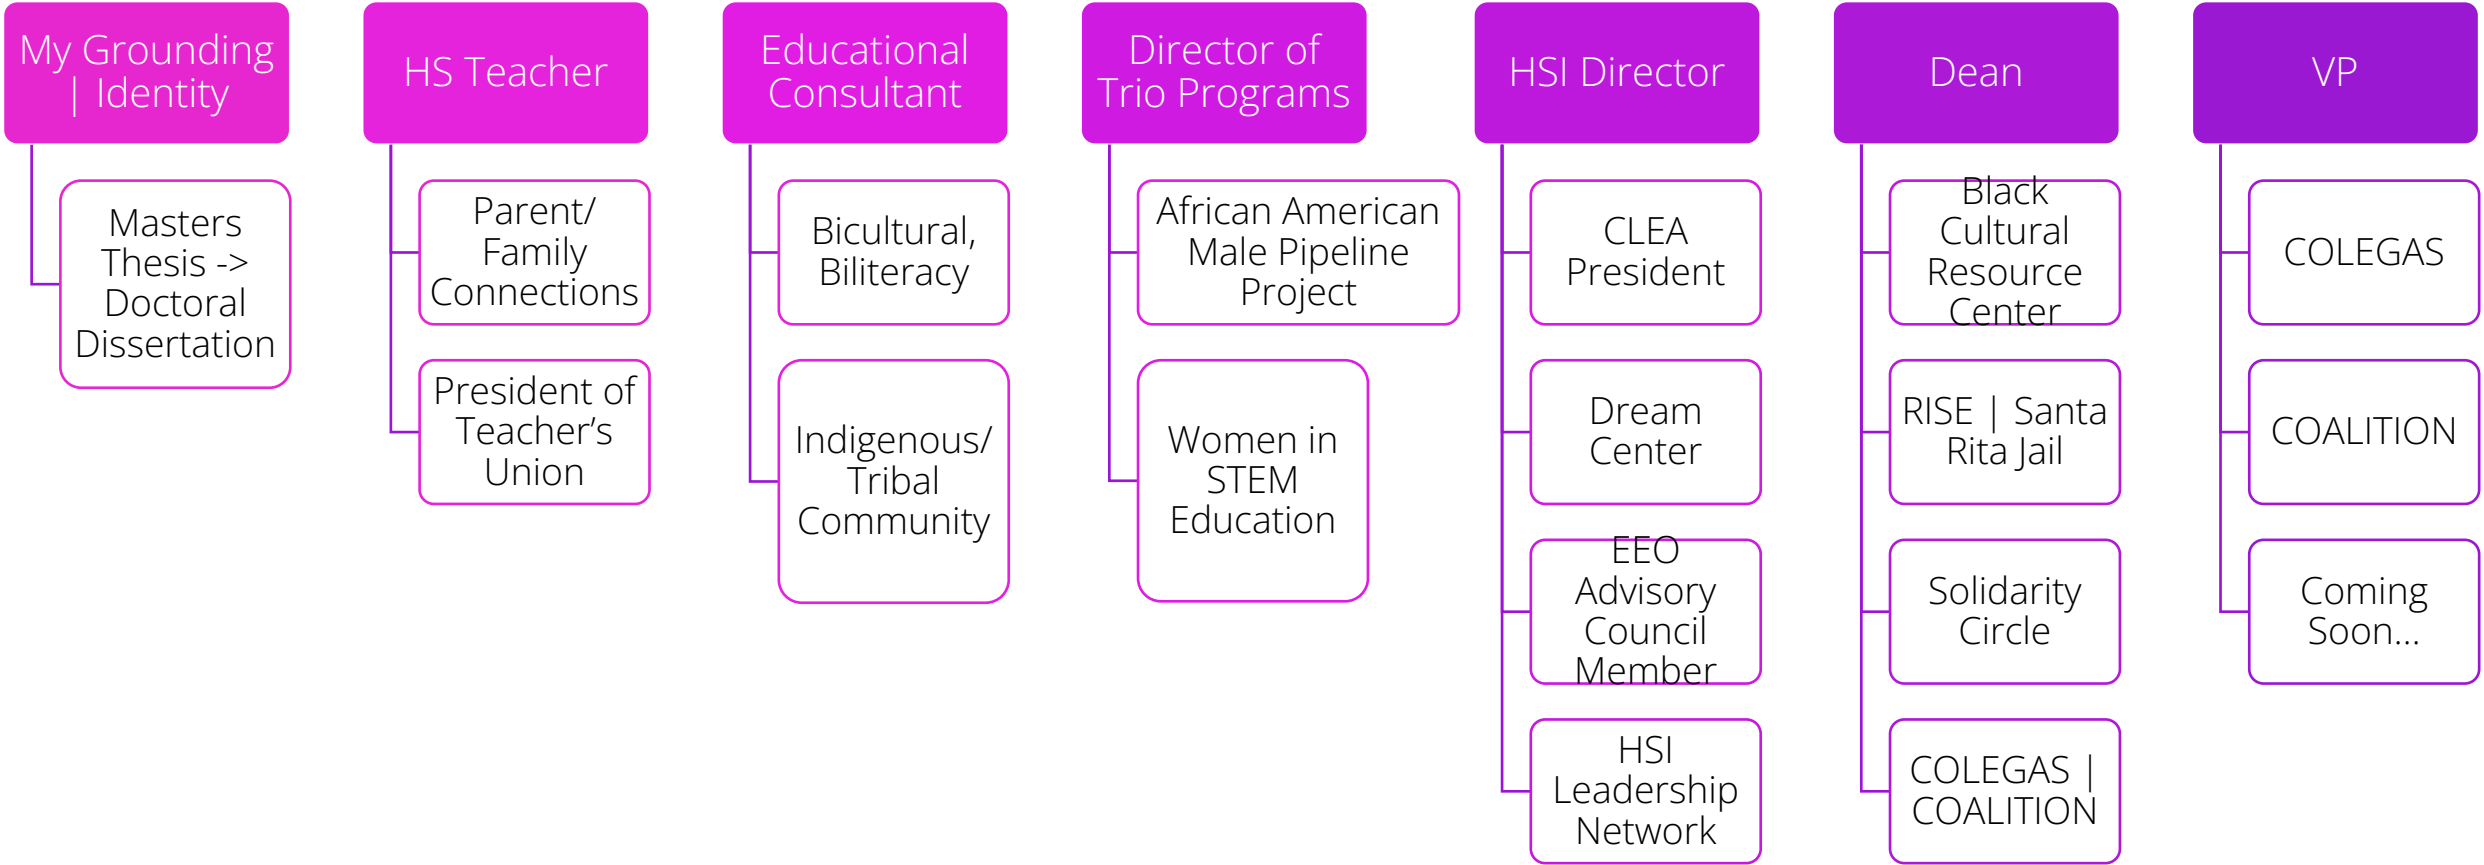 My Grounding
| Identity
Masters
Thesis ->
Doctoral
Dissertation
HS Teacher
Parent/
Family
Connections
President of
Teacher’s
Union
Educational
Consultant
Bicultural,
Biliteracy
Indigenous/
Tribal
Community
Director of
Trio Programs
African American
Male Pipeline
Project
Women in
STEM
Education
HSI Director
CLEA
President
Dream
Center
EEO
Advisory
Council
Member
HSI
Leadership
Network
Dean
Black
Cultural
Resource
Center
RISE | Santa
Rita Jail
Solidarity
Circle
COLEGAS |
COALITION
VP
COLEGAS
COALITION
Coming
Soon...